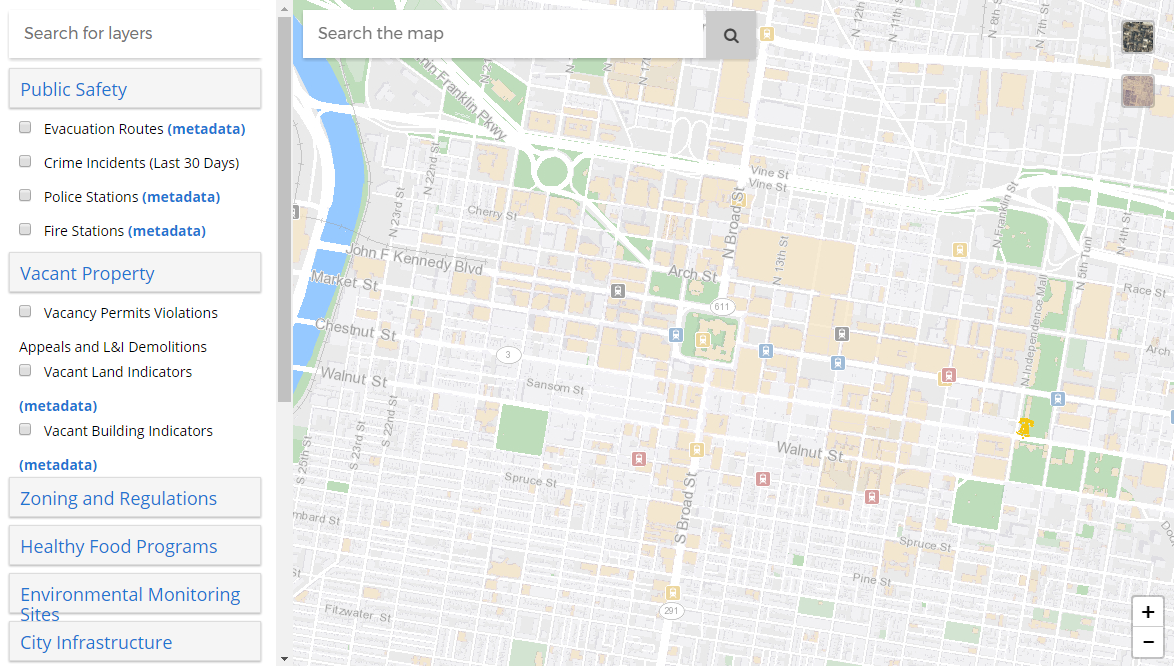 Search for layers
Public Safety
Evacuation Routes (metadata)
Crime Incidents (Last 30 Days)
Police Stations (metadata)
Fire Stations (metadata)
Vacant Property
Vacancy Permits Violations
Appeals and L&I Demolitions
Vacant Land Indicators
(metadata)
Vacant Building Indicators
(metadata)
Zoning and Regulations
Healthy Food Programs
Environmental Monitoring
Sites
City Infrastructure
Search the map
N 21st
N 17th
N 12th St
N 11th St
N 8th St
N 7th St
Franklin Pkwy
N 22nd St
N 23rd St
Cherry St
Vine St
Vine St
N Broad St
N Franklin St
N 5th Tunl
N 4th St
John F Kennedy Blvd
Arch St
N 13th St
Race St
Market St
611
N Independence Mall
Chestnut St
3
Arch
Walnut St
Sansom St
S 22nd St
S 23rd St
S 25th St
Walnut St
Spruce St
S Broad St
Lombard St
Spruce St
Pine St
St
Fitzwater St
291
+
−